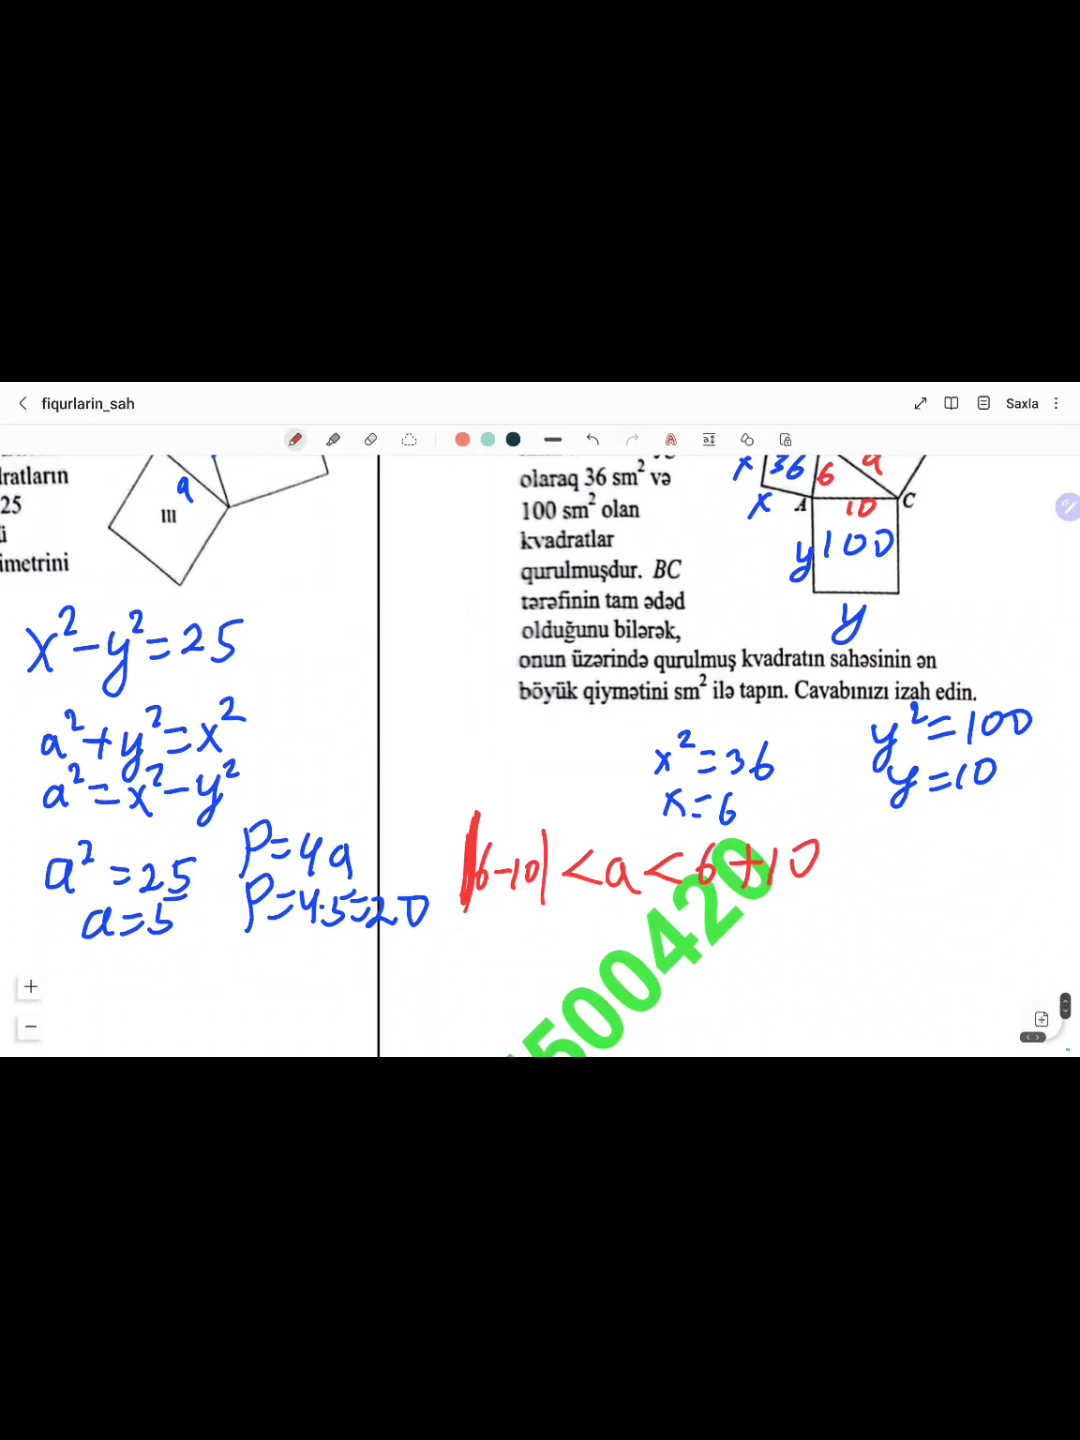 fiqurlarin_sah
Saxla
dratların
25
ü
imetrini
a
III
x²-y²=25
a²+y²=x²
a²=x²-y²
a²=25
a=5
P=4a
P=4.5=20
olaraq 36 sm² və
100 sm² olan
kvadratlar
qurulmuşdur. BC
tərəfinin tam ədəd
olduğunu bilərək,
onun üzərində qurulmuş kvadratın sahəsinin ən
böyük qiymətini sm² ilə tapın. Cavabınızı izah edin.
x 36 6 a
x A 10 C
y 100
y
x²=36
x=6
y²=100
y=10
|6-10|<a<6+10
500420